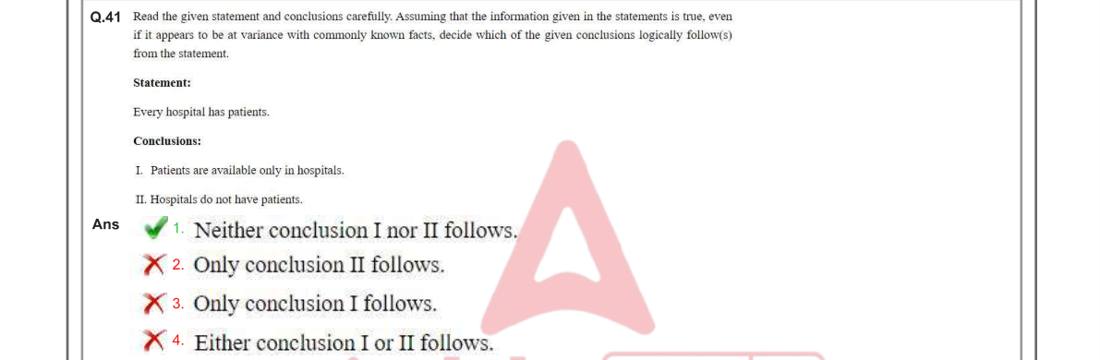 Q.41 Read the given statement and conclusions carefully. Assuming that the information given in the statements is true, even
if it appears to be at variance with commonly known facts, decide which of the given conclusions logically follow(s)
from the statement.
Statement:
Every hospital has patients.
Conclusions:
I. Patients are available only in hospitals.
II. Hospitals do not have patients.
Ans 1. Neither conclusion I nor II follows.
2. Only conclusion II follows.
3. Only conclusion I follows.
4. Either conclusion I or II follows.